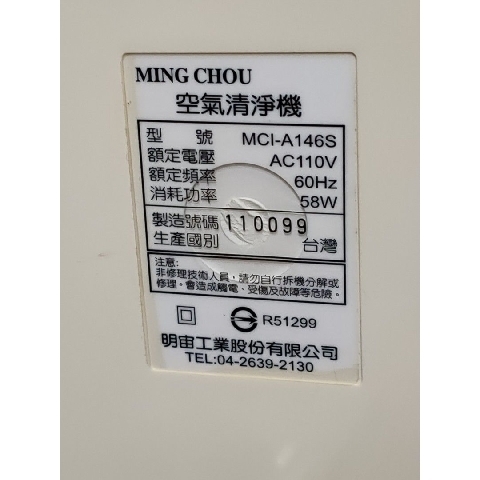 MING CHOU
空氣清淨機
型 號 MCI-A146S
額定電壓 AC110V
額定頻率 60Hz
消耗功率 58W
製造號碼 110099
生產國別 台灣
注意:
非修理技術人員,請勿自行拆機分解或
修理。會造成觸電、受傷及故障等危險。
R51299
明宙工業股份有限公司
TEL:04-2639-2130